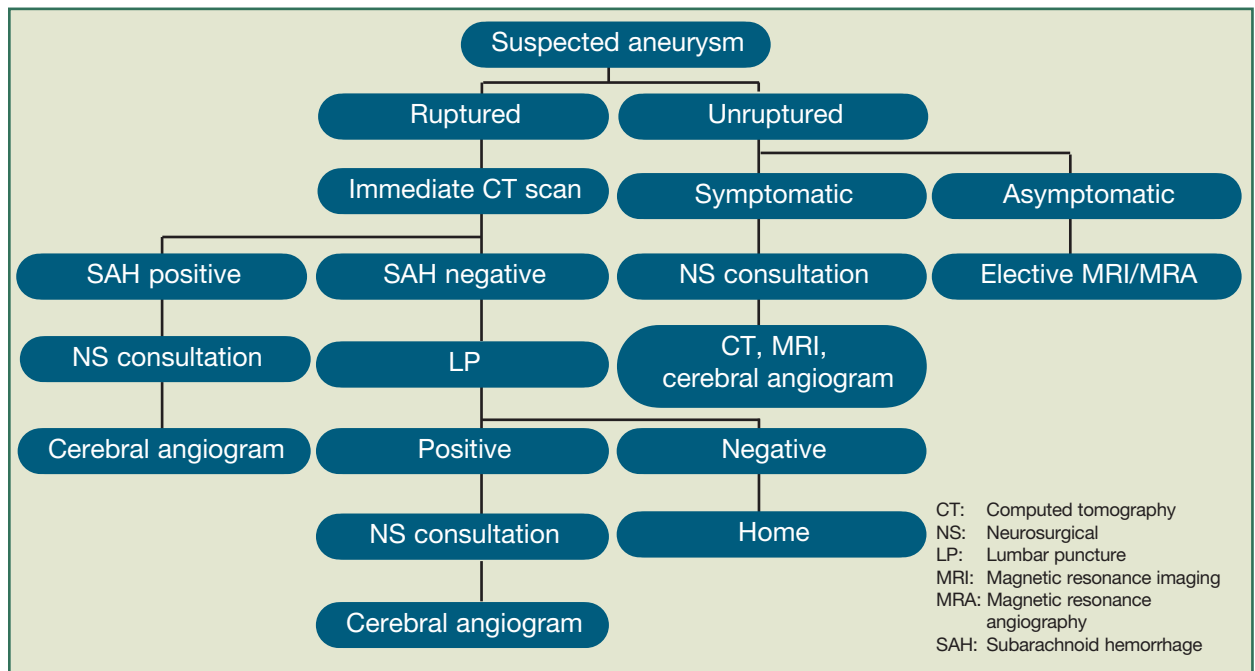 Suspected aneurysm
Ruptured
Unruptured
Immediate CT scan
Symptomatic
Asymptomatic
SAH positive
SAH negative
NS consultation
Elective MRI/MRA
NS consultation
LP
CT, MRI,
cerebral angiogram
Cerebral angiogram
Positive
Negative
NS consultation
Home
Cerebral angiogram
CT: Computed tomography
NS: Neurosurgical
LP: Lumbar puncture
MRI: Magnetic resonance imaging
MRA: Magnetic resonance
angiography
SAH: Subarachnoid hemorrhage